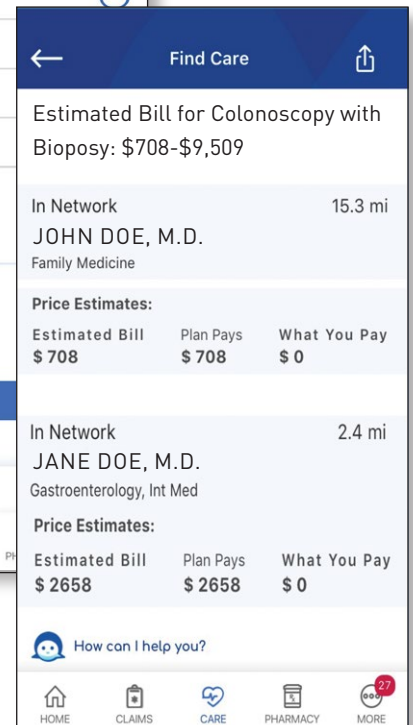 Find Care
Estimated Bill for Colonoscopy with
Bioposy: $708-$9,509
In Network 15.3 mi
JOHN DOE, M.D.
Family Medicine
Price Estimates:
Estimated Bill Plan Pays What You Pay
$ 708 $ 708 $ 0
In Network 2.4 mi
JANE DOE, M.D.
Gastroenterology, Int Med
Price Estimates:
Estimated Bill Plan Pays What You Pay
$ 2658 $ 2658 $ 0
How can I help you?
27
HOME CLAIMS CARE PHARMACY MORE
PH